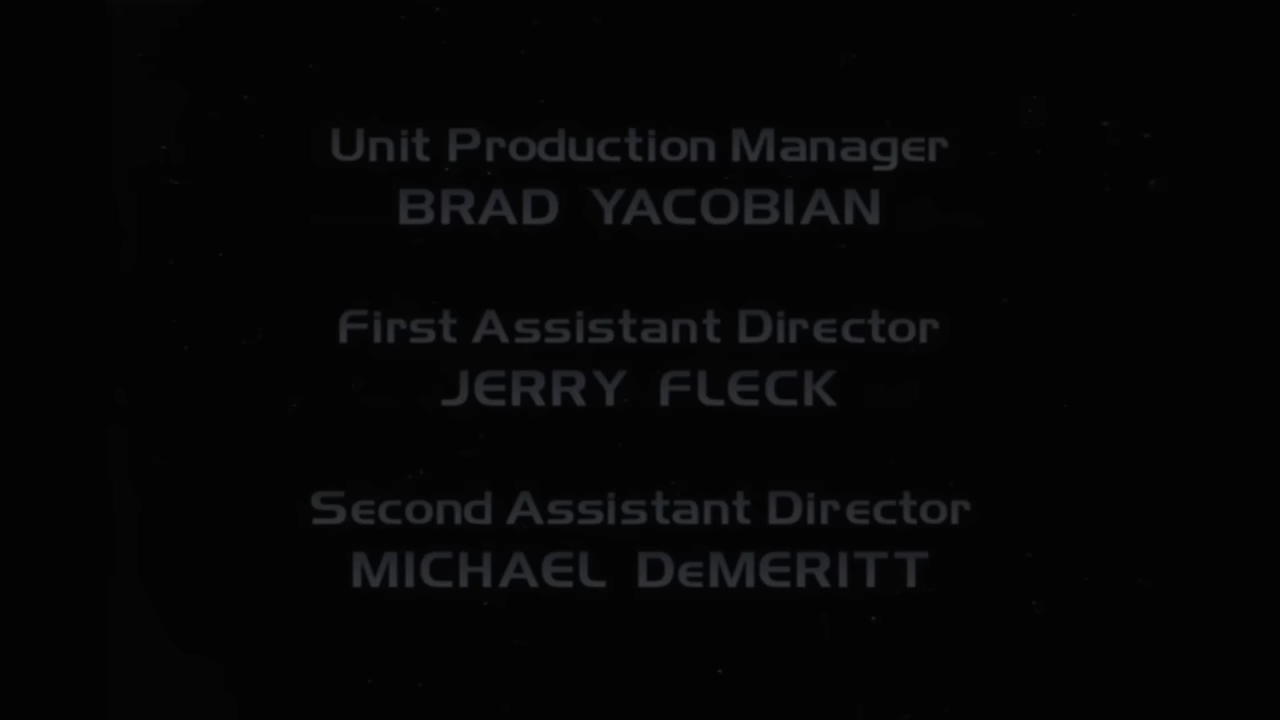 Unit Production Manager
BRAD YACOBIAN
First Assistant Director
JERRY FLECK
Second Assistant Director
MICHAEL DeMERITT